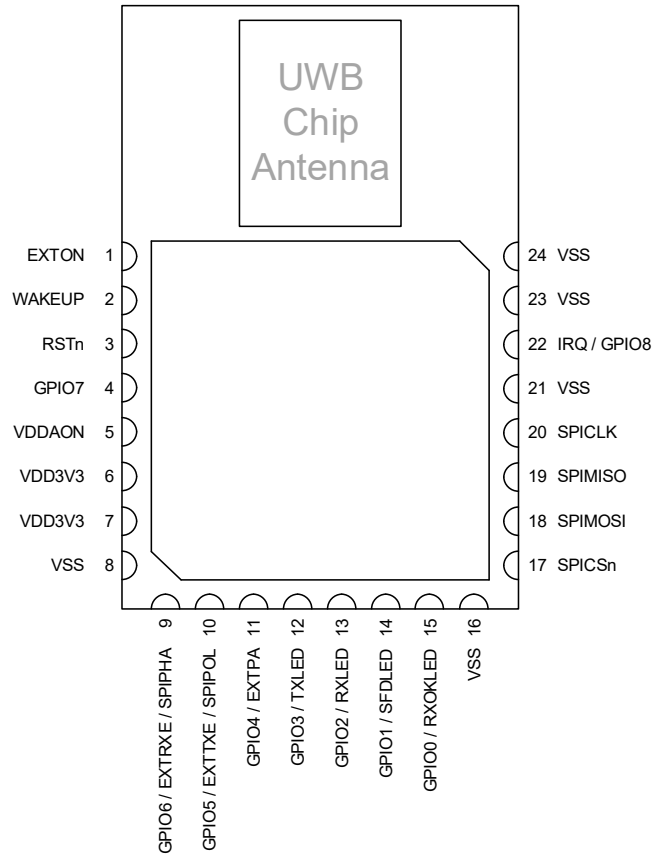 UWB
Chip
Antenna
EXTON 1
WAKEUP 2
RSTn 3
GPIO7 4
VDDAON 5
VDD3V3 6
VDD3V3 7
VSS 8
24 VSS
23 VSS
22 IRQ / GPIO8
21 VSS
20 SPICLK
19 SPIMISO
18 SPIMOSI
17 SPICSn
GPIO6 / EXTRXE / SPIPHA 9
GPIO5 / EXTTXE / SPIPOL 10
GPIO4 / EXTPA 11
GPIO3 / TXLED 12
GPIO2 / RXLED 13
GPIO1 / SFDLED 14
GPIO0 / RXOKLED 15
VSS 16